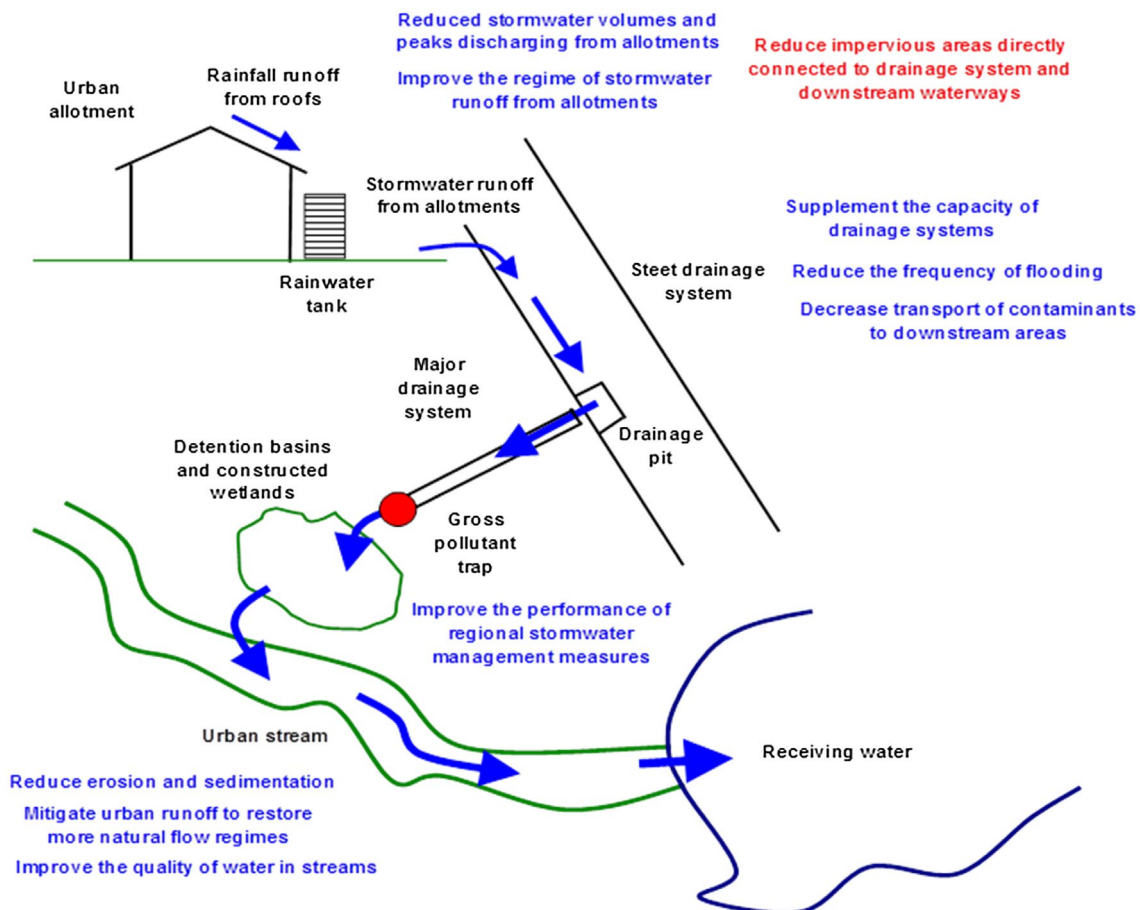 Reduced stormwater volumes and
peaks discharging from allotments
Improve the regime of stormwater
runoff from allotments
Reduce impervious areas directly
connected to drainage system and
downstream waterways
Urban
allotment
Rainfall runoff
from roofs
Stormwater runoff
from allotments
Rainwater
tank
Steet drainage
system
Supplement the capacity of
drainage systems
Reduce the frequency of flooding
Decrease transport of contaminants
to downstream areas
Major
drainage
system
Drainage
pit
Detention basins
and constructed
wetlands
Gross
pollutant
trap
Improve the performance of
regional stormwater
management measures
Urban stream
Receiving water
Reduce erosion and sedimentation
Mitigate urban runoff to restore
more natural flow regimes
Improve the quality of water in streams